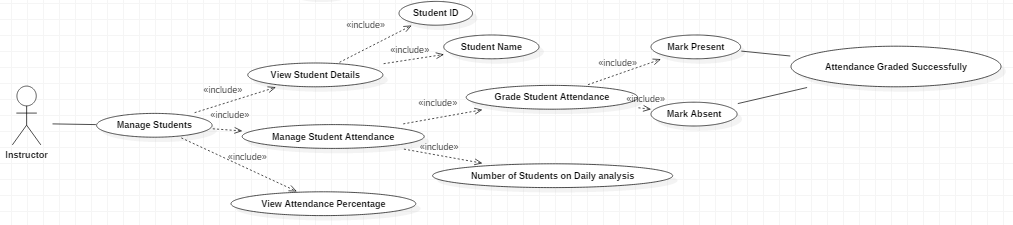 Student ID
«include»
«include»
Student Name
Mark Present
«include»
Attendance Graded Successfully
View Student Details
«include»
«include»
Grade Student Attendance
«include»
Mark Absent
«include»
Manage Students
Manage Student Attendance
«include»
Instructor
«include»
Number of Students on Daily analysis
View Attendance Percentage